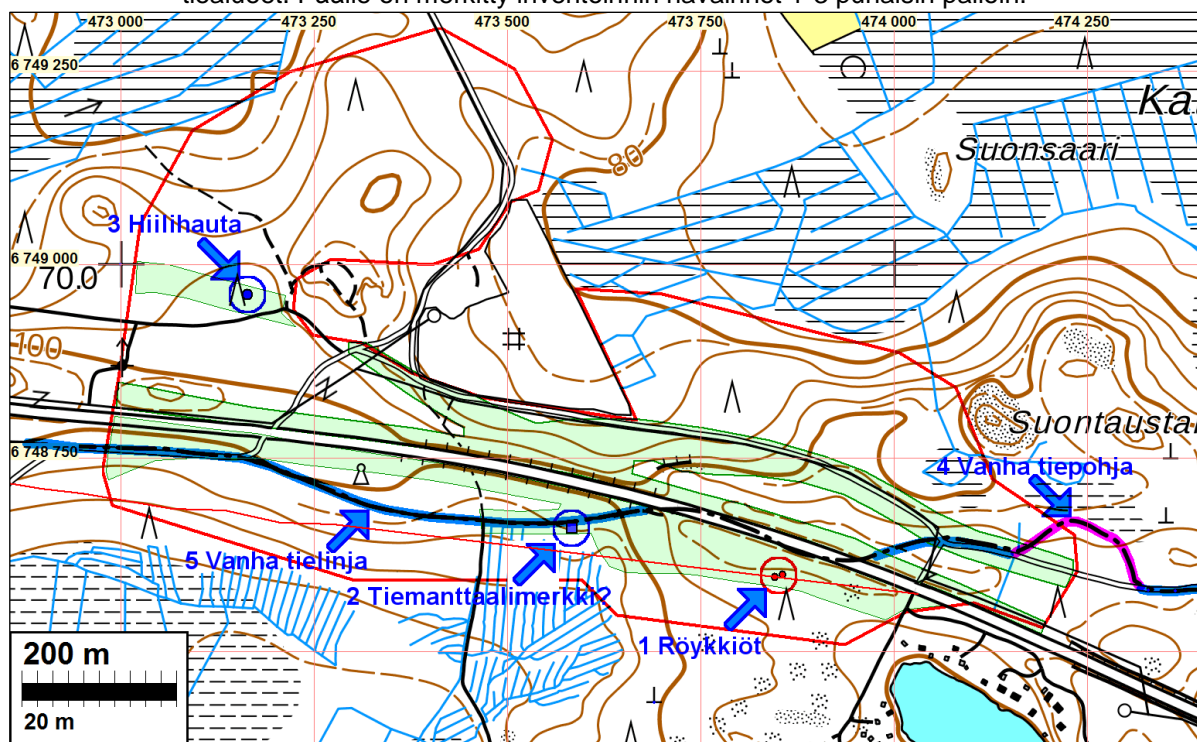 473 000 473 250 473 500 473 750 474 000 474 250
6 749 250
80
Suonsaari
3 Hiilihauta
6 749 000
70.0
100
Suontausta
6 748 750
4 Vanha tiepohja
5 Vanha tielinja
2 Tiemanttaalimerkki?
1 Röykkiöt
200 m
20 m